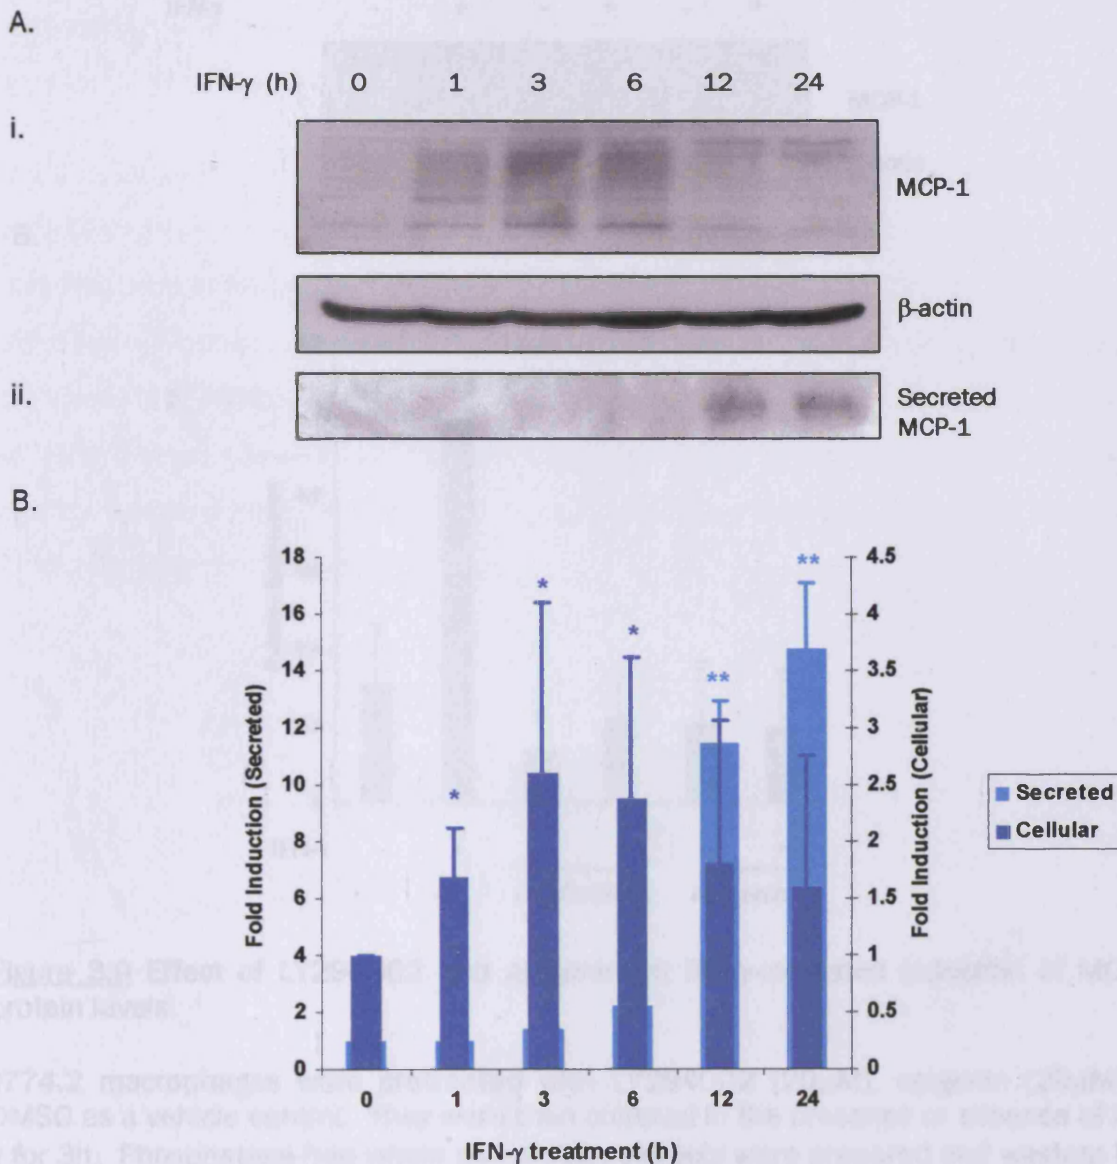 A.
IFN-γ (h) 0 1 3 6 12 24
i.
MCP-1
β-actin
ii.
Secreted
MCP-1
B.
Fold Induction (Secreted)
18
16
14
12
10
8
6
4
2
0
* * * ** **
4.5
4
3.5
3
2.5
2
1.5
1
0.5
0
Fold Induction (Cellular)
Secreted
Cellular
0 1 3 6 12 24
IFN-γ treatment (h)
protein levels.